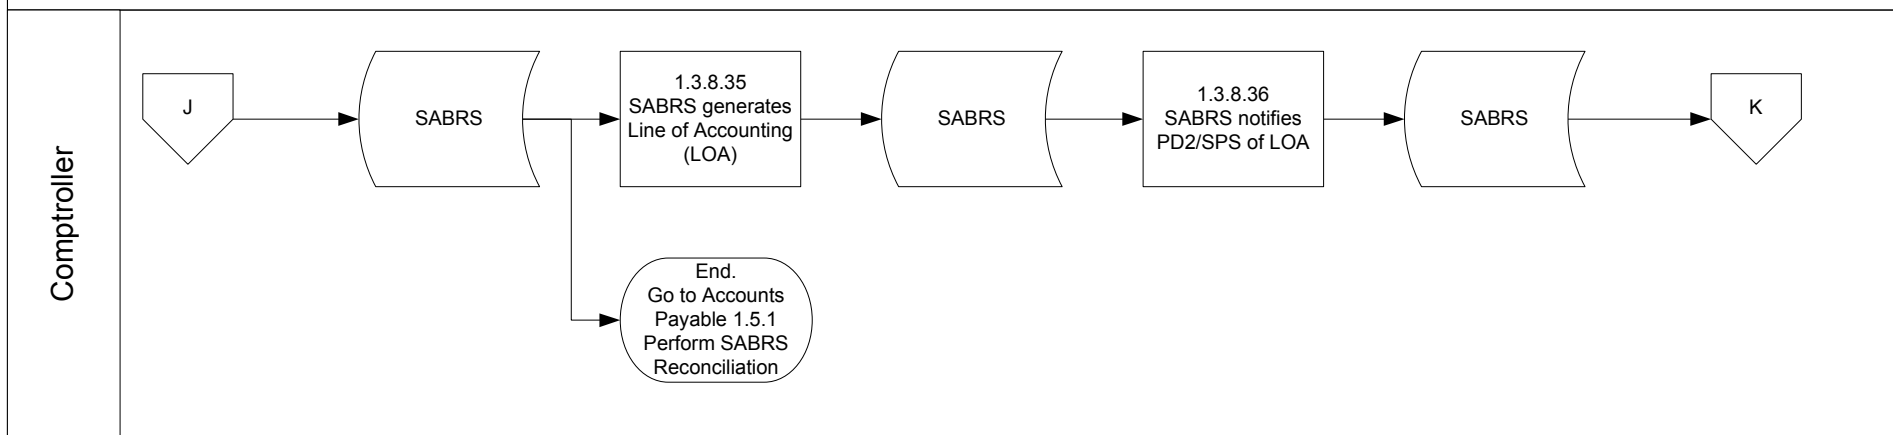 Comptroller
J
SABRS
1.3.8.35
SABRS generates
Line of Accounting
(LOA)
SABRS
1.3.8.36
SABRS notifies
PD2/SPS of LOA
SABRS
K
End.
Go to Accounts
Payable 1.5.1
Perform SABRS
Reconciliation